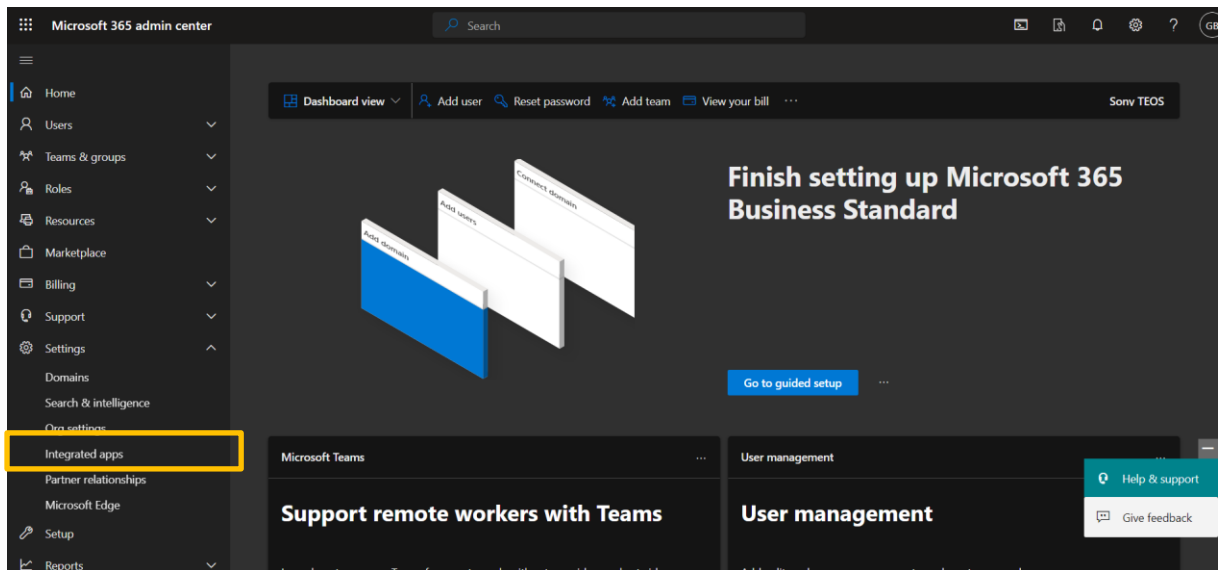 Microsoft 365 admin center
Search
GB
Home
Users
Teams & groups
Roles
Resources
Marketplace
Billing
Support
Settings
Domains
Search & intelligence
Org settings
Integrated apps
Partner relationships
Microsoft Edge
Setup
Reports
Dashboard view
Add user
Reset password
Add team
View your bill
Sony TEOS
Add domain
Add users
Connect domain
Finish setting up Microsoft 365
Business Standard
Go to guided setup
Microsoft Teams
Support remote workers with Teams
User management
User management
Help & support
Give feedback